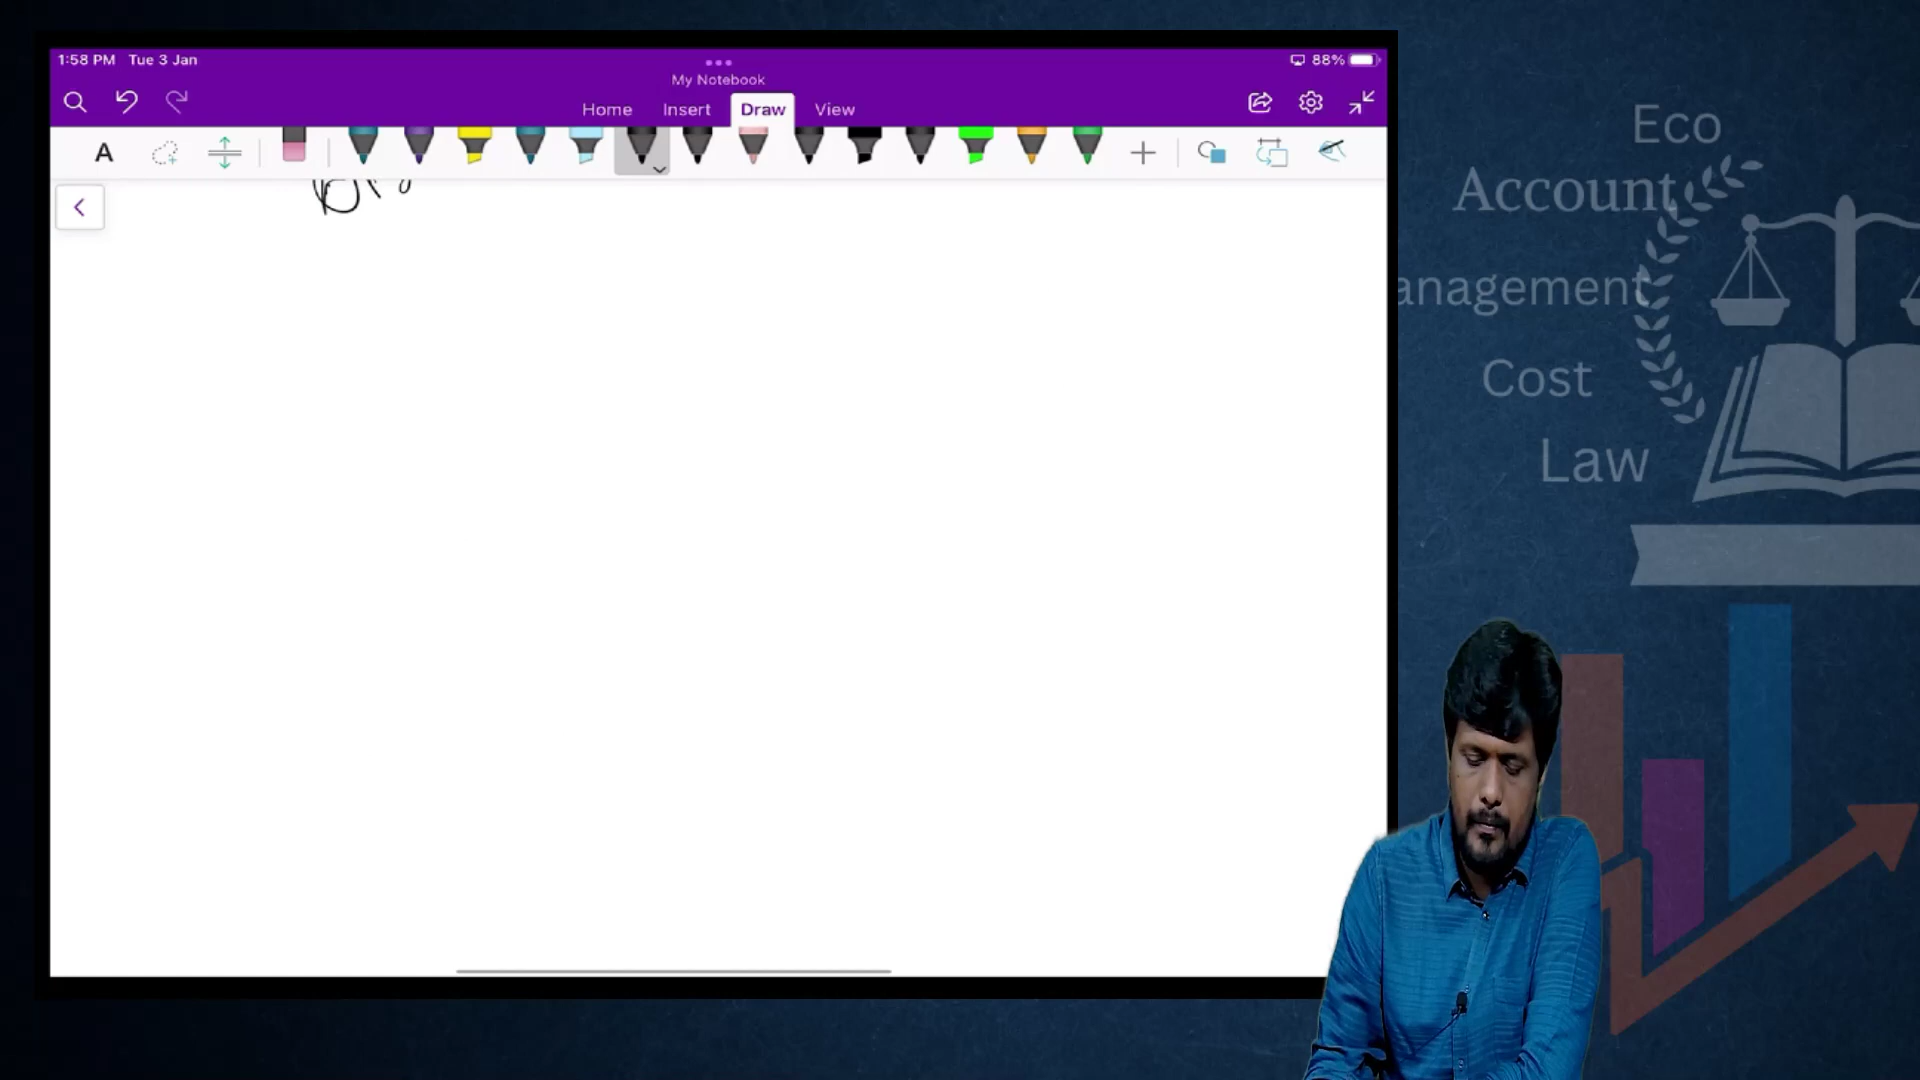 1:58 PM Tue 3 Jan
88%
My Notebook
Home Insert Draw View
A
Eco
Account
anagement
Cost
Law